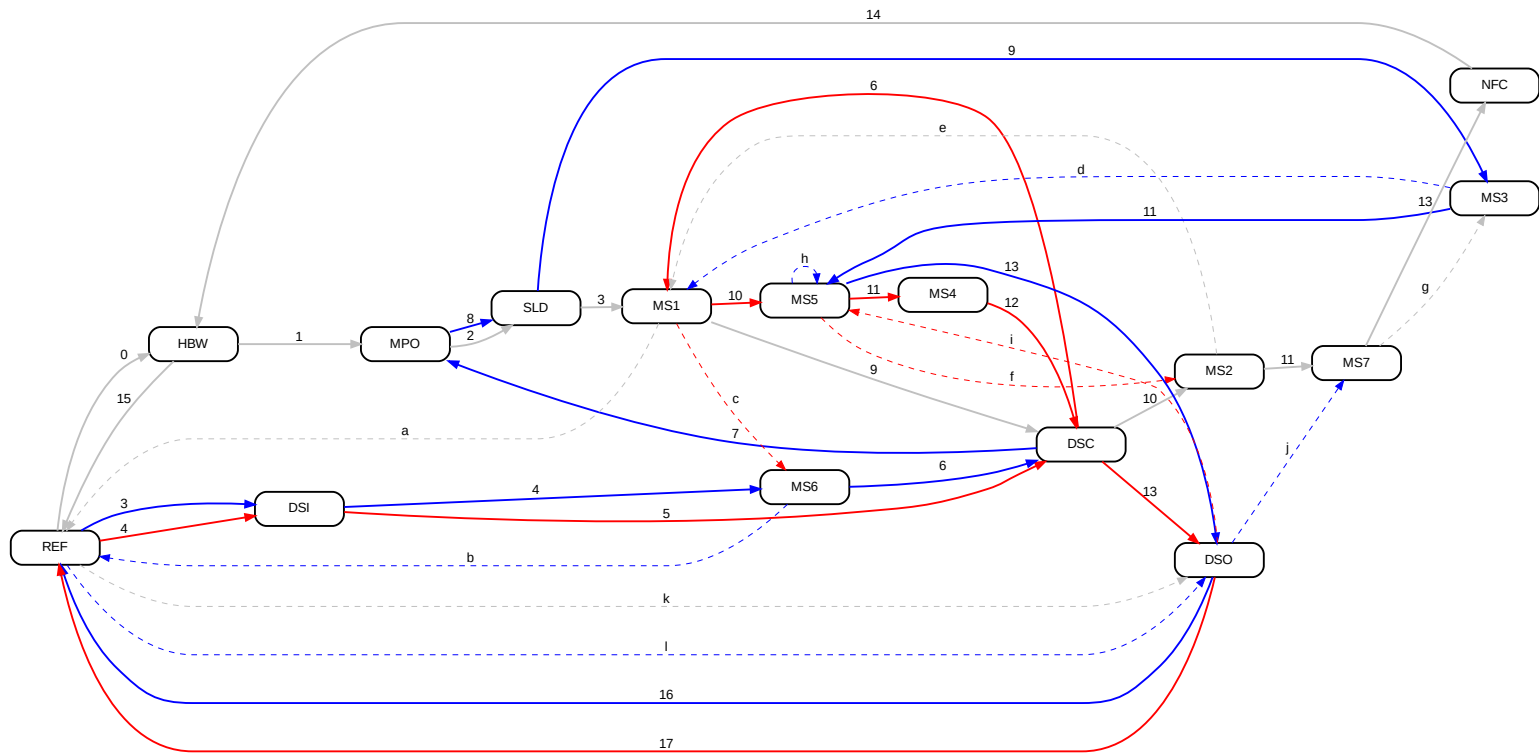 14
9
NFC
6
e
d
MS3
13
11
13
h
MS5
11
MS4
g
SLD
3
MS1
10
12
8
2
HBW
1
MPO
i
0
MS2
11
MS7
9
f
15
c
10
a
7
DSC
j
6
MS6
4
13
3
DSI
5
4
REF
b
DSO
k
l
16
17